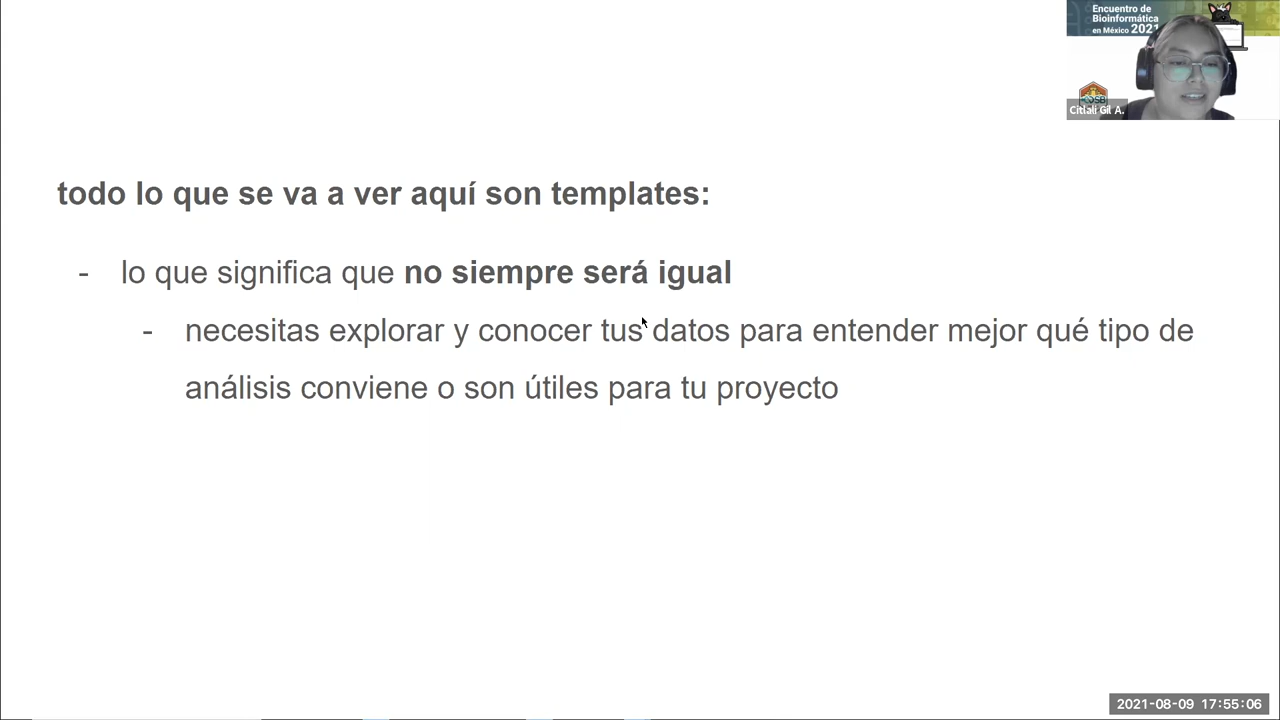 Encuentro de
Bioinformática
en México 2021
Citlali Gil A.
todo lo que se va a ver aquí son templates:
- lo que significa que no siempre será igual
- necesitas explorar y conocer tus datos para entender mejor qué tipo de
análisis conviene o son útiles para tu proyecto
2021-08-09 17:55:06